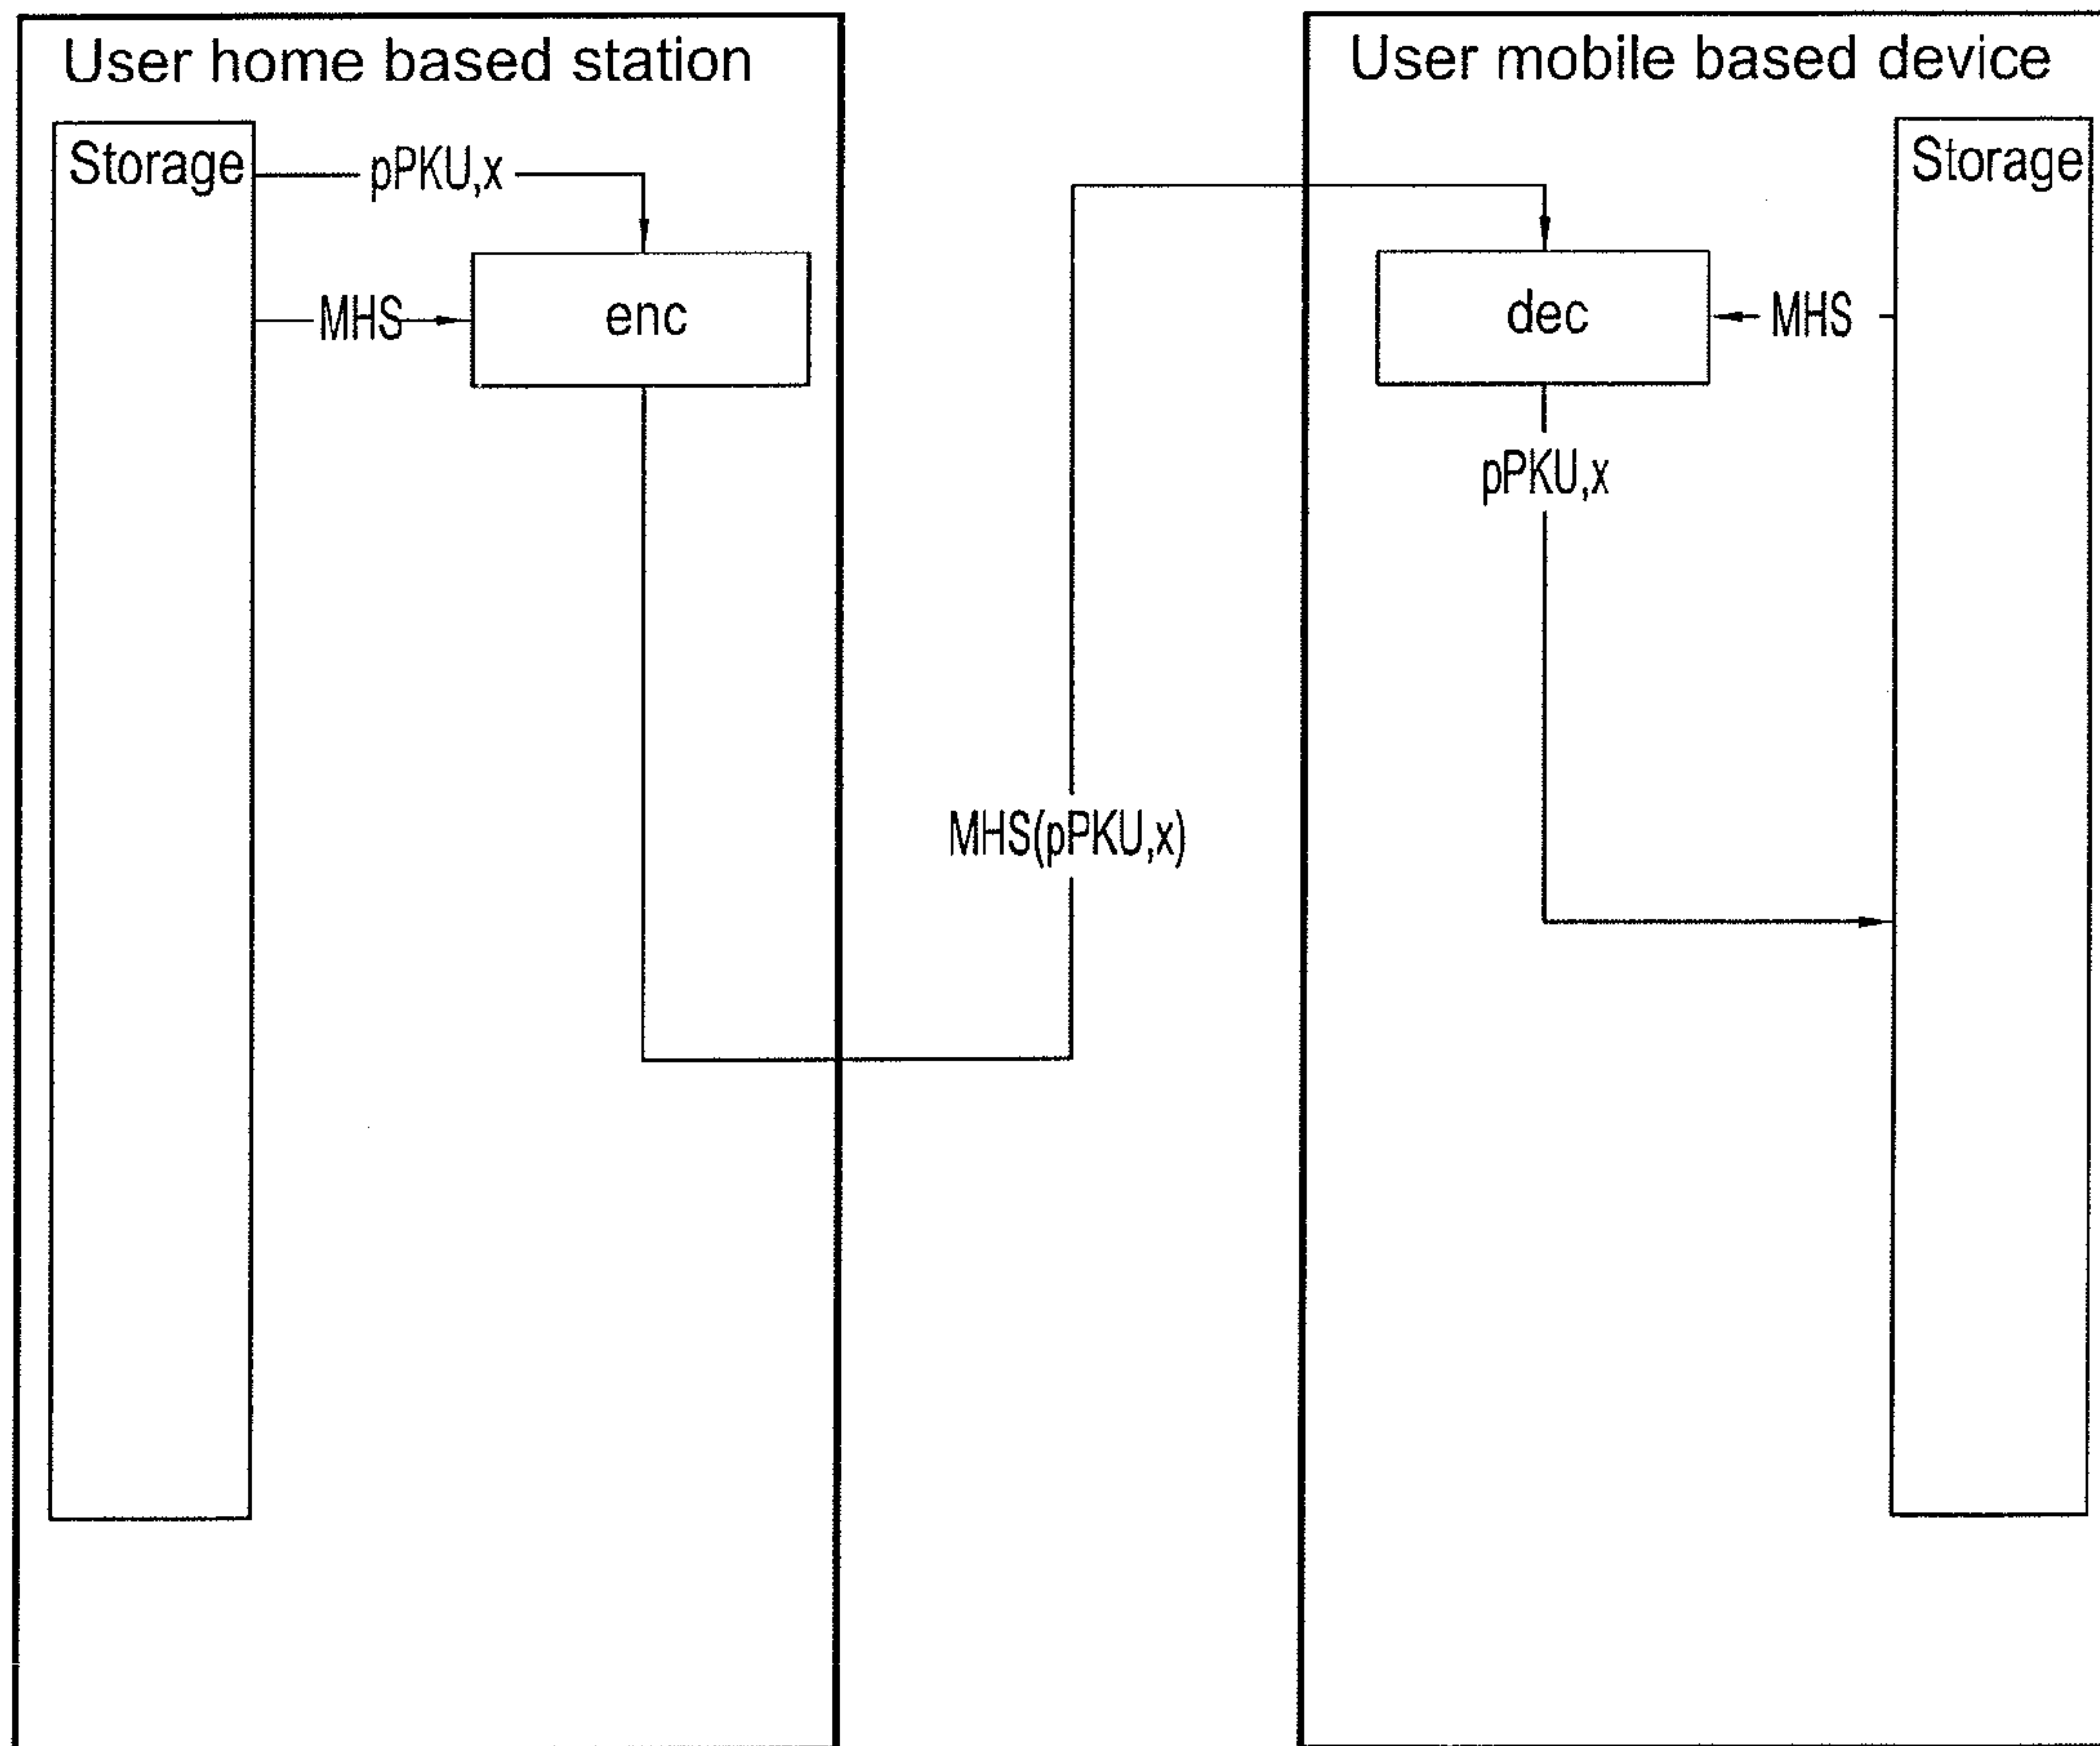 User home based station
Storage
pPKU,x
MHS
enc
MHS(pPKU,x)
User mobile based device
Storage
dec
MHS
pPKU,x